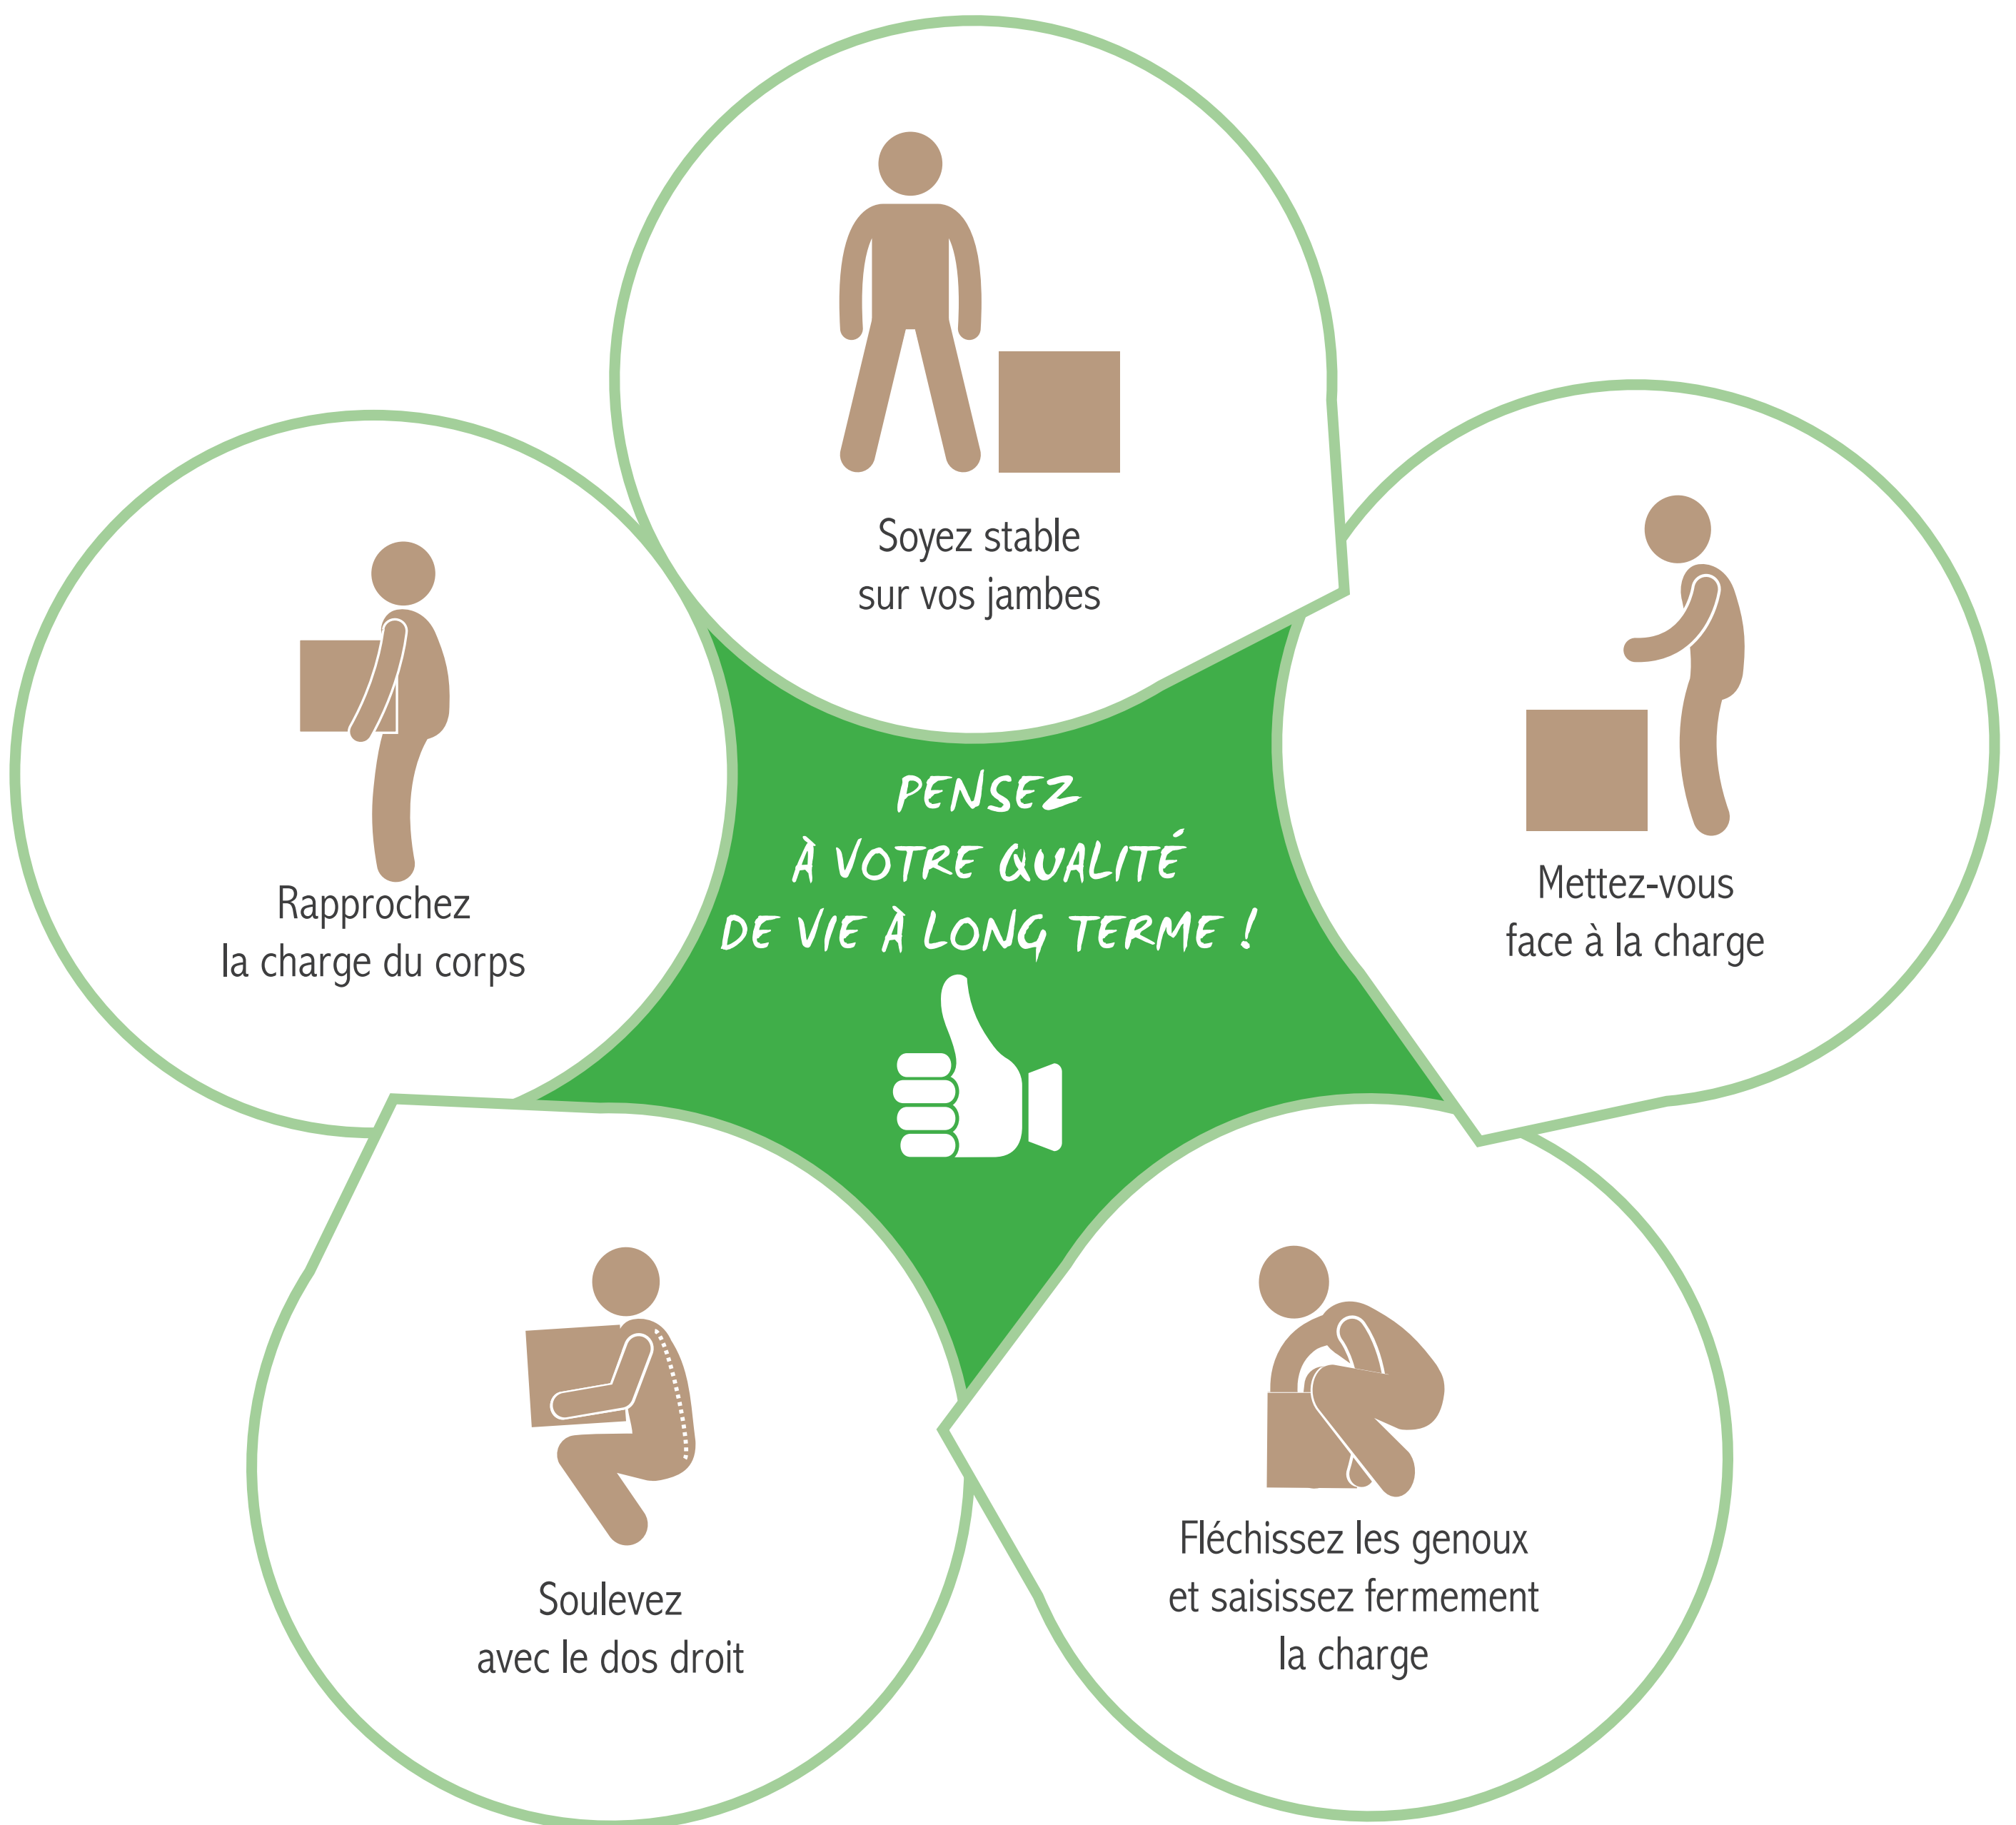 Soyez stable
sur vos jambes
Mettez-vous
face à la charge
Fléchissez les genoux
et saisissez fermement
la charge
Soulevez
avec le dos droit
Rapprochez
la charge du corps
PENSEZ
À VOTRE QUALITÉ
DE VIE À LONG TERME !